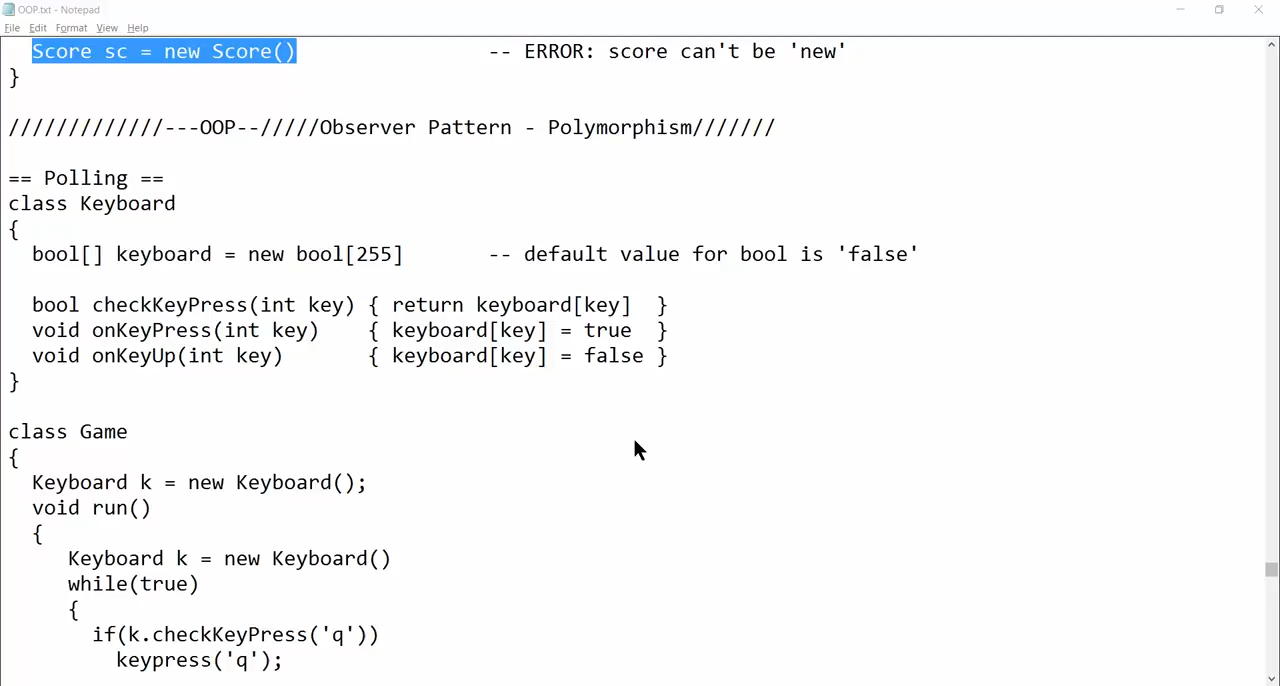 OOP.txt - Notepad
File Edit Format View Help
Score sc = new Score() -- ERROR: score can't be 'new'
}
/////////////---OOP--/////Observer Pattern - Polymorphism///////
== Polling ==
class Keyboard
{
bool[] keyboard = new bool[255] -- default value for bool is 'false'
bool checkKeyPress(int key) { return keyboard[key] }
void onKeyPress(int key) { keyboard[key] = true }
void onKeyUp(int key) { keyboard[key] = false }
}
class Game
{
Keyboard k = new Keyboard();
void run()
{
Keyboard k = new Keyboard()
while(true)
{
if(k.checkKeyPress('q'))
keypress('q');